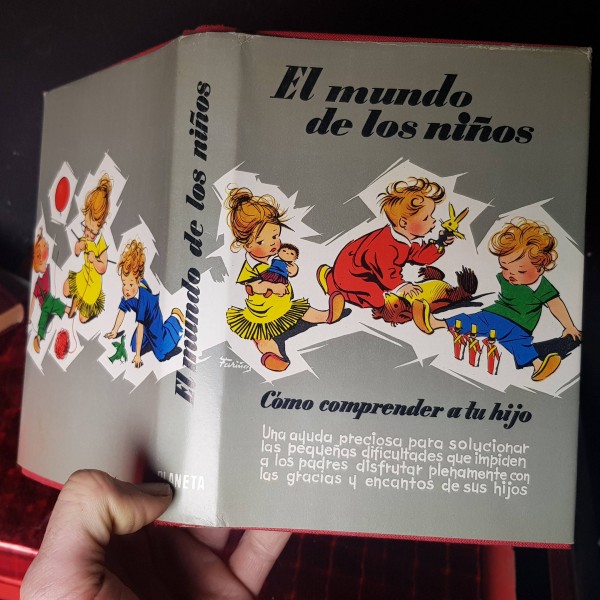 El mundo
de los niños
El mundo de los niños
Fariñas
Cómo comprender a tu hijo
Una ayuda preciosa para solucionar
las pequeñas dificultades que impiden
a los padres disfrutar plenamente con
las gracias y encantos de sus hijos
PLANETA